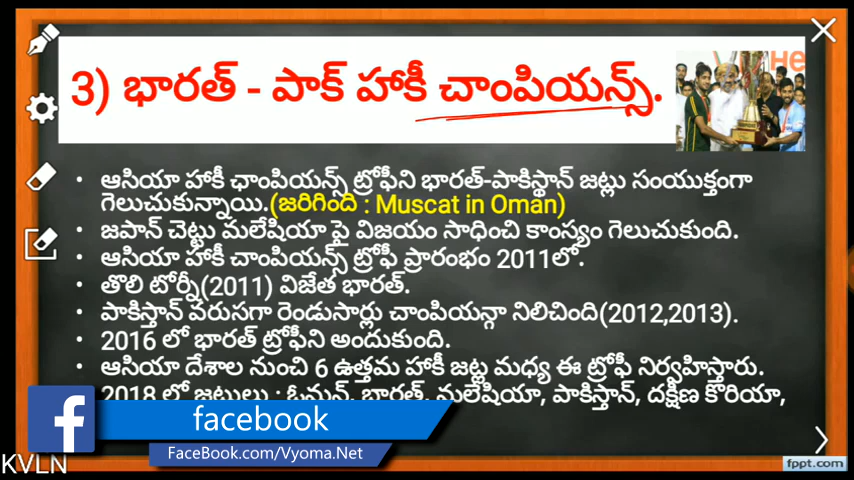 3) భారత్ - పాక్ హాకీ చాంపియన్స్.
• ఆసియా హాకీ ఛాంపియన్స్ ట్రోఫీని భారత్-పాకిస్థాన్ జట్లు సంయుక్తంగా
గెలుచుకున్నాయి.(జరిగింది : Muscat in Oman)
• జపాన్ చెట్టు మలేషియా పై విజయం సాధించి కాంస్యం గెలుచుకుంది.
• ఆసియా హాకీ చాంపియన్స్ ట్రోఫీ ప్రారంభం 2011లో.
• తొలి టోర్నీ(2011) విజేత భారత్.
• పాకిస్తాన్ వరుసగా రెండుసార్లు చాంపియన్గా నిలిచింది(2012,2013).
• 2016 లో భారత్ ట్రోఫీని అందుకుంది.
• ఆసియా దేశాల నుంచి 6 ఉత్తమ హాకీ జట్ల మధ్య ఈ ట్రోఫీ నిర్వహిస్తారు.
2018 లో జట్టులు : ఓమన్, భారత్, మలేషియా, పాకిస్తాన్, దక్షిణ కొరియా,
facebook
FaceBook.com/Vyoma.Net
KVLN
fppt.com